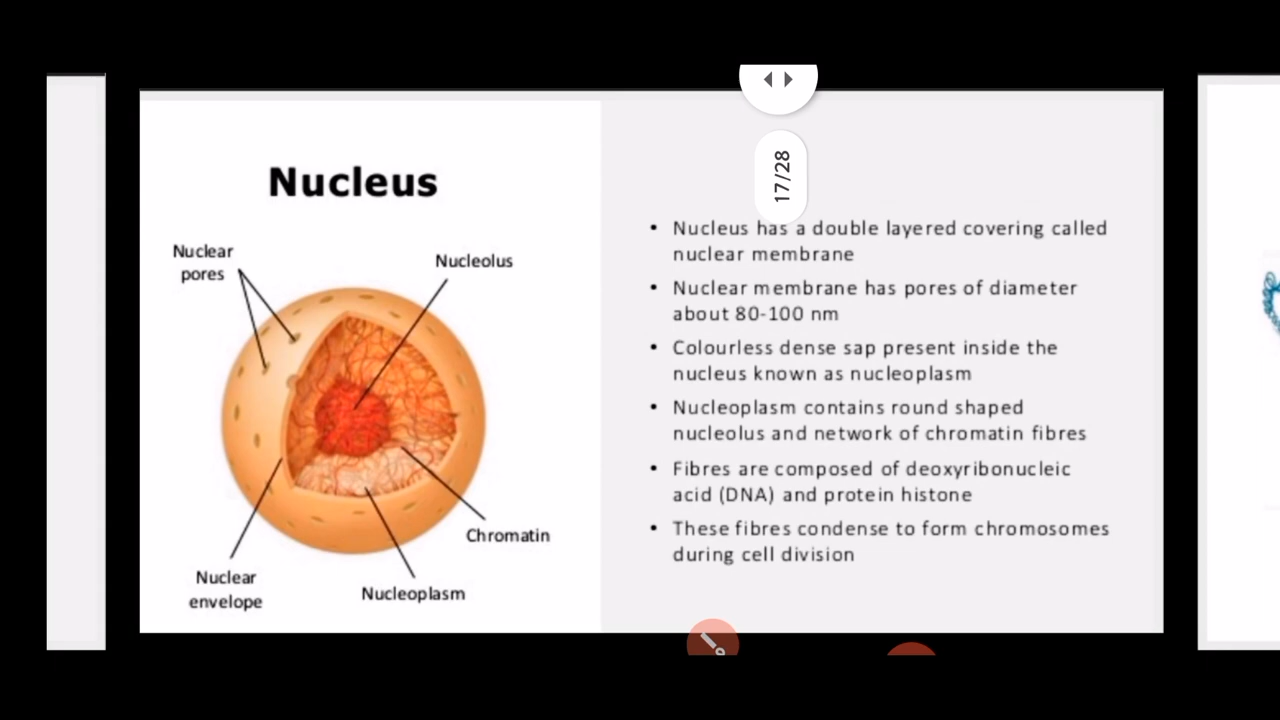 17/28
Nucleus
Nuclear
pores
Nucleolus
Chromatin
Nucleoplasm
Nuclear
envelope
• Nucleus has a double layered covering called
nuclear membrane
• Nuclear membrane has pores of diameter
about 80-100 nm
• Colourless dense sap present inside the
nucleus known as nucleoplasm
• Nucleoplasm contains round shaped
nucleolus and network of chromatin fibres
• Fibres are composed of deoxyribonucleic
acid (DNA) and protein histone
• These fibres condense to form chromosomes
during cell division